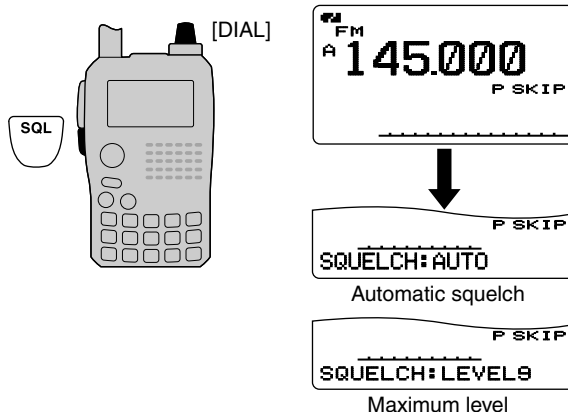 [DIAL]
SQL
FM
A 145.000
P SKIP
P SKIP
SQUELCH:AUTO
Automatic squelch
P SKIP
SQUELCH:LEVEL9
Maximum level